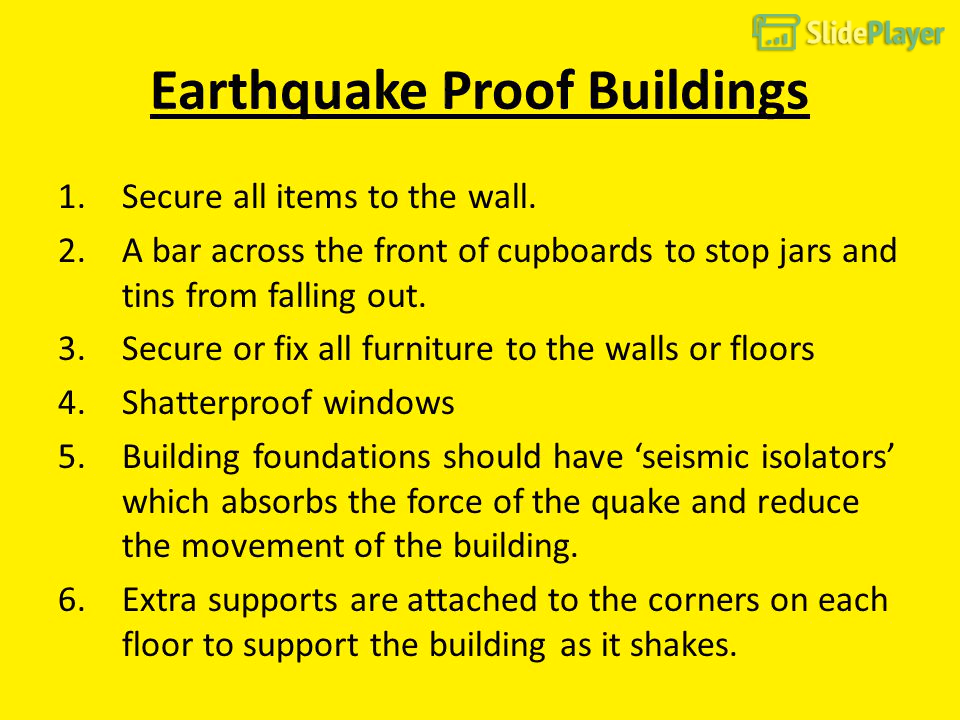 SlidePlayer
Earthquake Proof Buildings
1. Secure all items to the wall.
2. A bar across the front of cupboards to stop jars and
tins from falling out.
3. Secure or fix all furniture to the walls or floors
4. Shatterproof windows
5. Building foundations should have ‘seismic isolators’
which absorbs the force of the quake and reduce
the movement of the building.
6. Extra supports are attached to the corners on each
floor to support the building as it shakes.